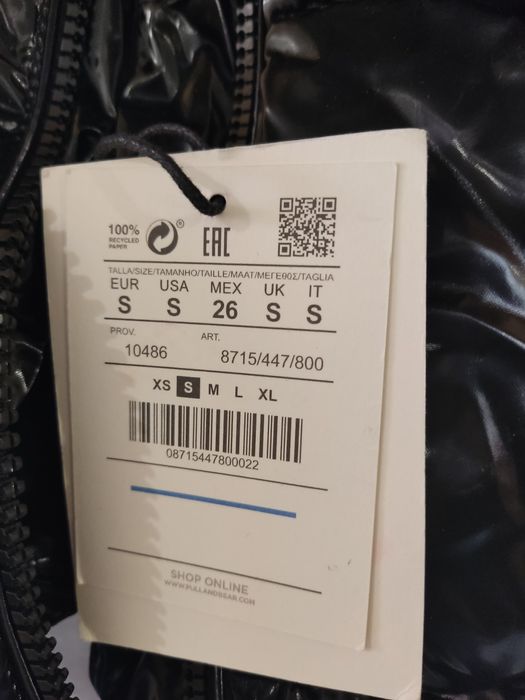 100%
RECYCLED
PAPER
®
EAC
TALLA/SIZE/TAMANHO/TAILLE/MAAT/ΜΕΓΕΘΟΣ/TAGLIA
EUR USA MEX UK IT
S S 26 S S
PROV. ART.
10486 8715/447/800
XS S M L XL
08715447800022
SHOP ONLINE
WWW.PULLANDBEAR.COM